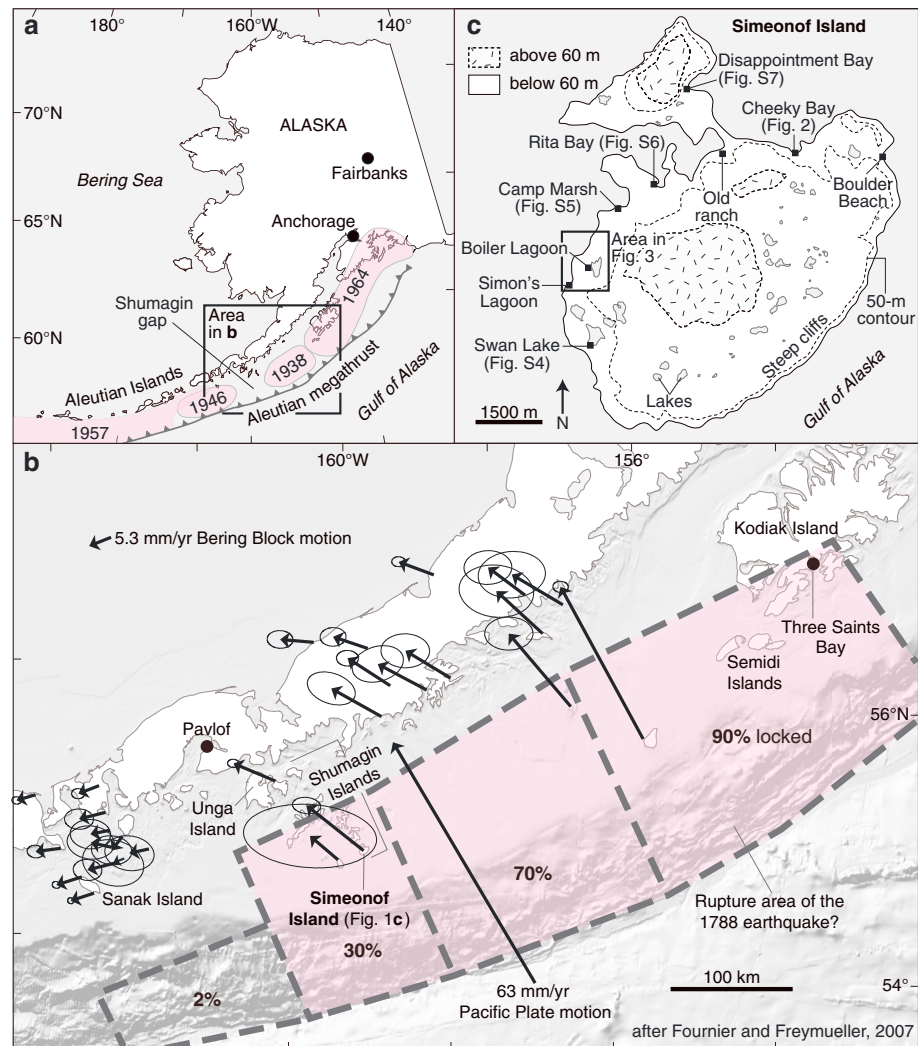 a
180°
160°W
140°
70°N
65°N
60°N
ALASKA
Fairbanks
Bering Sea
Anchorage
Shumagin
gap
Area
in b
1964
1938
1946
1957
Aleutian Islands
Aleutian megathrust
Gulf of Alaska
c
Simeonof Island
above 60 m
below 60 m
Disappointment Bay
(Fig. S7)
Cheeky Bay
(Fig. 2)
Rita Bay (Fig. S6)
Camp Marsh
(Fig. S5)
Old
ranch
Boulder
Beach
Boiler Lagoon
Area in
Fig. 3
Simon's
Lagoon
Swan Lake
(Fig. S4)
50-m
contour
Steep cliffs
Lakes
Gulf of Alaska
1500 m
N
b
160°W
156°
5.3 mm/yr Bering Block motion
Kodiak Island
Three Saints
Bay
Semidi
Islands
56°N
90% locked
Pavlof
Shumagin
Islands
Unga
Island
Sanak Island
Simeonof
Island (Fig. 1c)
70%
30%
2%
Rupture area of the
1788 earthquake?
63 mm/yr
Pacific Plate motion
100 km
54°
after Fournier and Freymueller, 2007